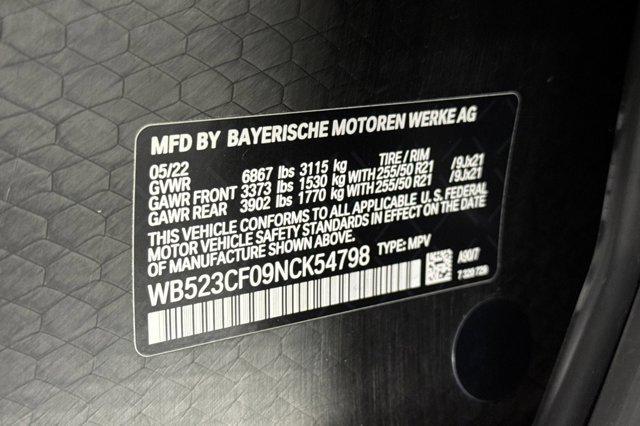 MFD BY BAYERISCHE MOTOREN WERKE AG
05/22 TIRE / RIM
GVWR 6867 lbs 3115 kg
GAWR FRONT 3373 lbs 1530 kg WITH 255/50 R21 / 9Jx21
GAWR REAR 3902 lbs 1770 kg WITH 255/50 R21 / 9Jx21
THIS VEHICLE CONFORMS TO ALL APPLICABLE U. S. FEDERAL
MOTOR VEHICLE SAFETY STANDARDS IN EFFECT ON THE DATE
OF MANUFACTURE SHOWN ABOVE.
WB523CF09NCK54798 TYPE: MPV
A90/7